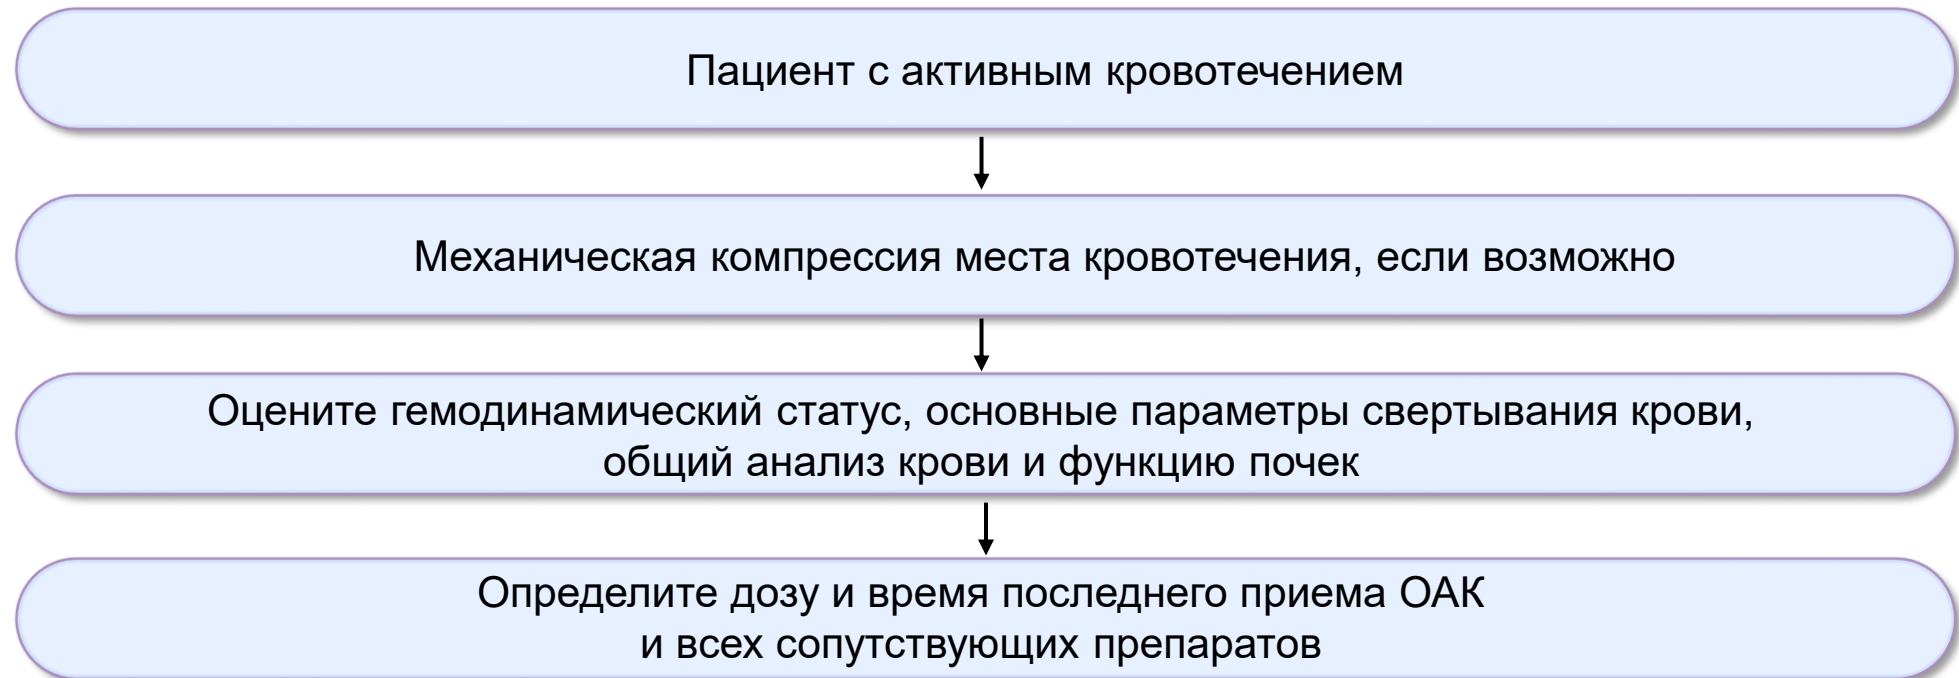 Пациент с активным кровотечением
Механическая компрессия места кровотечения, если возможно
Оцените гемодинамический статус, основные параметры свертывания крови,
общий анализ крови и функцию почек
Определите дозу и время последнего приема ОАК
и всех сопутствующих препаратов